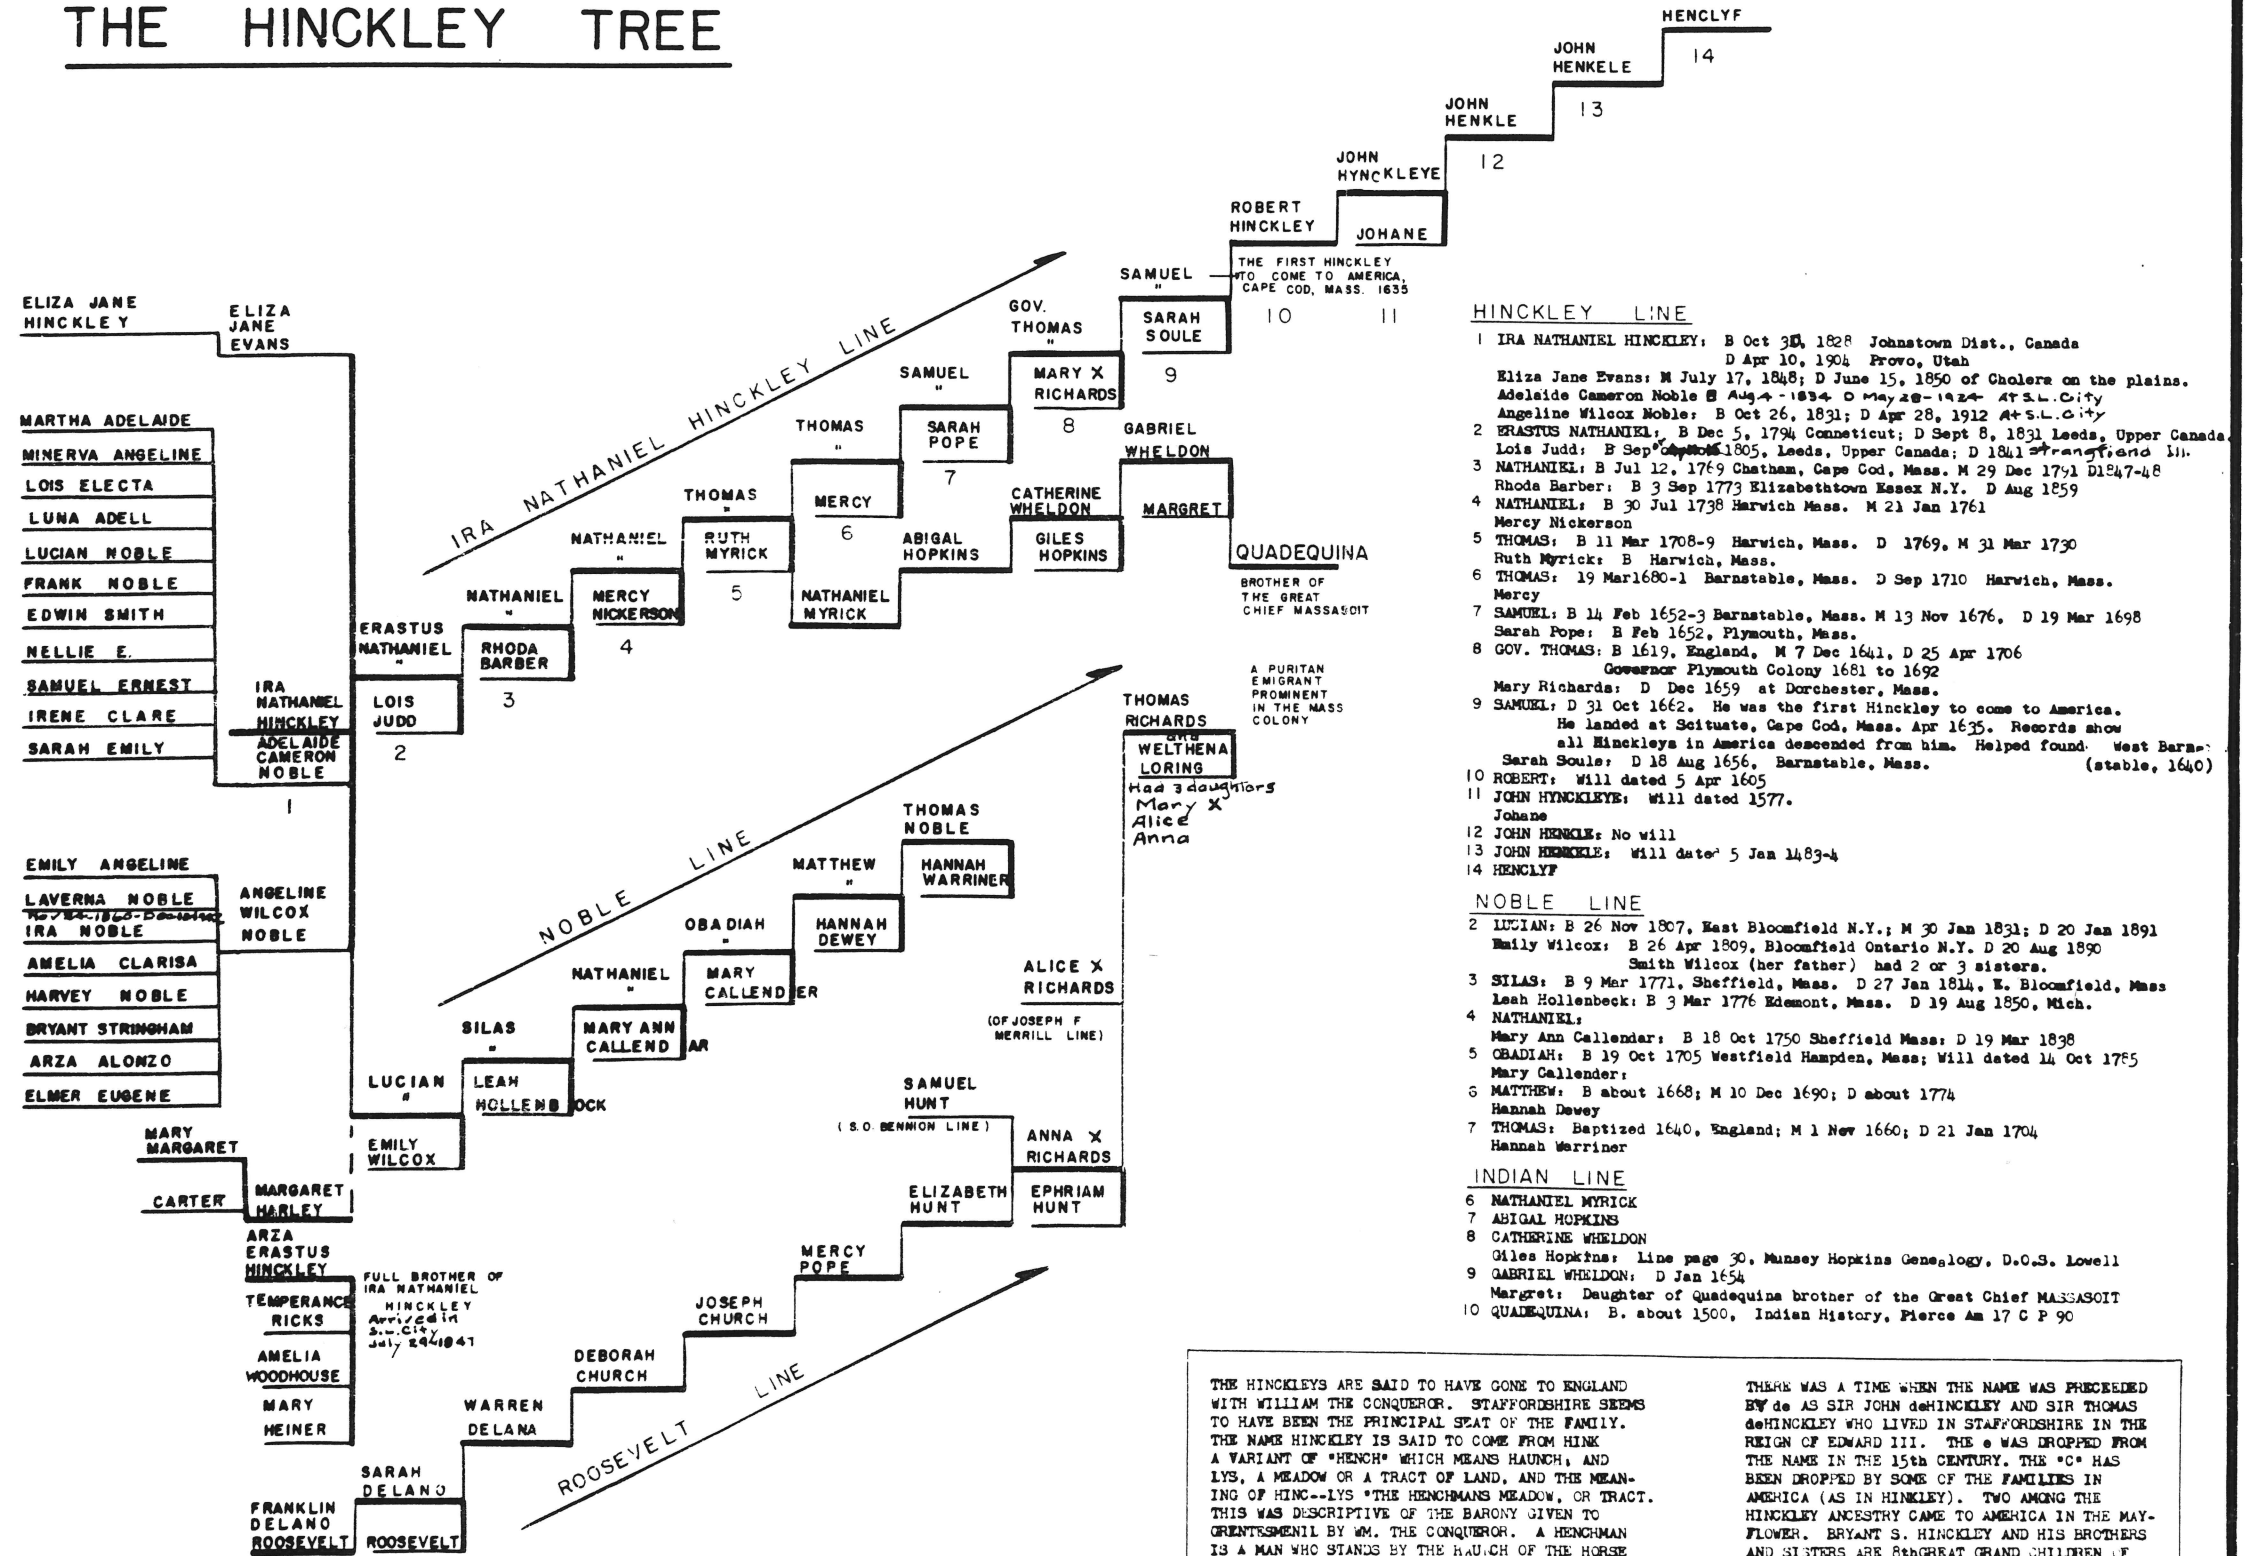 THE HINCKLEY TREE
HENCLYF
14
JOHN
HENKELE
13
JOHN
HENKLE
12
JOHN
HYNCKLEYE
JOHANE
11
ROBERT
HINCKLEY
10
SAMUEL
"
THE FIRST HINCKLEY
TO COME TO AMERICA,
CAPE COD, MASS. 1635
SARAH
SOULE
9
GOV.
THOMAS
"
MARY X
RICHARDS
8
SAMUEL
"
SARAH
POPE
7
THOMAS
"
MERCY
6
THOMAS
"
RUTH
MYRICK
5
NATHANIEL
"
MERCY
NICKERSON
4
NATHANIEL
"
RHODA
BARBER
3
ERASTUS
NATHANIEL
"
LOIS
JUDD
2
IRA NATHANIEL HINCKLEY LINE
GABRIEL
WHELDON
MARGRET
CATHERINE
WHELDON
GILES
HOPKINS
ABIGAL
HOPKINS
NATHANIEL
MYRICK
QUADEQUINA
BROTHER OF
THE GREAT
CHIEF MASSASOIT
ELIZA JANE
HINCKLEY
ELIZA
JANE
EVANS
MARTHA ADELAIDE
MINERVA ANGELINE
LOIS ELECTA
LUNA ADELL
LUCIAN NOBLE
FRANK NOBLE
EDWIN SMITH
NELLIE E.
SAMUEL ERNEST
IRENE CLARE
SARAH EMILY
IRA
NATHANIEL
HINCKLEY
ADELAIDE
CAMERON
NOBLE
1
EMILY ANGELINE
LAVERNA NOBLE
IRA NOBLE
AMELIA CLARISA
HARVEY NOBLE
BRYANT STRINGHAM
ARZA ALONZO
ELMER EUGENE
ANGELINE
WILCOX
NOBLE
MARY
MARGARET
CARTER
MARGARET
HARLEY
ARZA
ERASTUS
HINCKLEY
TEMPERANCE
RICKS
AMELIA
WOODHOUSE
MARY
HEINER
FULL BROTHER OF
IRA NATHANIEL
HINCKLEY
Arrived in
S.L. City
July 24-1847
NOBLE LINE
LUCIAN
"
EMILY
WILCOX
SILAS
"
LEAH
HOLLENBOCK
NATHANIEL
"
MARY ANN
CALLENDAR
OBADIAH
"
MARY
CALLENDER
MATTHEW
"
HANNAH
DEWEY
THOMAS
NOBLE
HANNAH
WARRINER
A PURITAN
EMIGRANT
PROMINENT
IN THE MASS
COLONY
THOMAS
RICHARDS
and
WELTHENA
LORING
Had 3 daughters
Mary X
Alice
Anna
ALICE X
RICHARDS
(OF JOSEPH F
MERRILL LINE)
SAMUEL
HUNT
(S.O. BENNION LINE)
ANNA X
RICHARDS
EPHRIAM
HUNT
ELIZABETH
HUNT
MERCY
POPE
JOSEPH
CHURCH
DEBORAH
CHURCH
WARREN
DELANA
SARAH
DELANO
ROOSEVELT
FRANKLIN
DELANO
ROOSEVELT
ROOSEVELT LINE
HINCKLEY LINE
1 IRA NATHANIEL HINCKLEY: B Oct 30, 1828 Johnstown Dist., Canada
D Apr 10, 1904 Provo, Utah
Eliza Jane Evans: M July 17, 1848; D June 15, 1850 of Cholera on the plains.
Adelaide Cameron Noble B Aug 4 - 1834 D May 28 - 1924 At S.L. City
Angeline Wilcox Noble: B Oct 26, 1831; D Apr 28, 1912 At S.L. City
2 ERASTUS NATHANIEL: B Dec 5, 1794 Conneticut; D Sept 8, 1831 Leeds, Upper Canada.
Lois Judd: B Sep 1805, Leeds, Upper Canada; D 1841 Ill.
3 NATHANIEL: B Jul 12, 1769 Chatham, Cape Cod, Mass. M 29 Dec 1791 D1847-48
Rhoda Barber: B 3 Sep 1773 Elizabethtown Essex N.Y. D Aug 1859
4 NATHANIEL: B 30 Jul 1738 Harwich Mass. M 21 Jan 1761
Mercy Nickerson
5 THOMAS: B 11 Mar 1708-9 Harwich, Mass. D 1769, M 31 Mar 1730
Ruth Myrick: B Harwich, Mass.
6 THOMAS: 19 Mar1680-1 Barnstable, Mass. D Sep 1710 Harwich, Mass.
Mercy
7 SAMUEL: B 14 Feb 1652-3 Barnstable, Mass. M 13 Nov 1676, D 19 Mar 1698
Sarah Pope: B Feb 1652, Plymouth, Mass.
8 GOV. THOMAS: B 1619, England, M 7 Dec 1641, D 25 Apr 1706
Governor Plymouth Colony 1681 to 1692
Mary Richards: D Dec 1659 at Dorchester, Mass.
9 SAMUEL: D 31 Oct 1662. He was the first Hinckley to come to America.
He landed at Scituate, Cape Cod, Mass. Apr 1635. Records show
all Hinckleys in America descended from him. Helped found West Barn-
Sarah Soule: D 18 Aug 1656, Barnstable, Mass. (stable, 1640)
10 ROBERT: Will dated 5 Apr 1605
11 JOHN HYNCKLEYE: Will dated 1577.
Johane
12 JOHN HENKLE: No will
13 JOHN HENKELE: Will dated 5 Jan 1483-4
14 HENCLYF
NOBLE LINE
2 LUCIAN: B 26 Nov 1807, East Bloomfield N.Y.; M 30 Jan 1831; D 20 Jan 1891
Emily Wilcox: B 26 Apr 1809, Bloomfield Ontario N.Y. D 20 Aug 1890
Smith Wilcox (her father) had 2 or 3 sisters.
3 SILAS: B 9 Mar 1771, Sheffield, Mass. D 27 Jan 1814, E. Bloomfield, Mass
Leah Hollenbeck: B 3 Mar 1776 Edemont, Mass. D 19 Aug 1850, Mich.
4 NATHANIEL:
Mary Ann Callendar: B 18 Oct 1750 Sheffield Mass: D 19 Mar 1838
5 OBADIAH: B 19 Oct 1705 Westfield Hampden, Mass; Will dated 14 Oct 1785
Mary Callender:
6 MATTHEW: B about 1668; M 10 Dec 1690; D about 1774
Hannah Dewey
7 THOMAS: Baptized 1640, England; M 1 Nov 1660; D 21 Jan 1704
Hannah Warriner
INDIAN LINE
6 NATHANIEL MYRICK
7 ABIGAL HOPKINS
8 CATHERINE WHELDON
Giles Hopkins: Line page 30, Munsey Hopkins Genealogy, D.O.S. Lowell
9 GABRIEL WHELDON: D Jan 1654
Margret: Daughter of Quadequina brother of the Great Chief MASSASOIT
10 QUADEQUINA: B. about 1500, Indian History, Pierce Am 17 C P 90
THE HINCKLEYS ARE SAID TO HAVE GONE TO ENGLAND
WITH WILLIAM THE CONQUEROR. STAFFORDSHIRE SEEMS
TO HAVE BEEN THE PRINCIPAL SEAT OF THE FAMILY.
THE NAME HINCKLEY IS SAID TO COME FROM HINK
A VARIANT OF "HENCH" WHICH MEANS HAUNCH, AND
LYS, A MEADOW OR A TRACT OF LAND, AND THE MEAN-
ING OF HINC--LYS "THE HENCHMANS MEADOW, OR TRACT.
THIS WAS DESCRIPTIVE OF THE BARONY GIVEN TO
GRENTESMENIL BY WM. THE CONQUEROR. A HENCHMAN
IS A MAN WHO STANDS BY THE HAUNCH OF THE HORSE
THERE WAS A TIME WHEN THE NAME WAS PRECEEDED
BY de AS SIR JOHN deHINCKLEY AND SIR THOMAS
deHINCKLEY WHO LIVED IN STAFFORDSHIRE IN THE
REIGN OF EDWARD III. THE e WAS DROPPED FROM
THE NAME IN THE 15th CENTURY. THE "C" HAS
BEEN DROPPED BY SOME OF THE FAMILIES IN
AMERICA (AS IN HINKLEY). TWO AMONG THE
HINCKLEY ANCESTRY CAME TO AMERICA IN THE MAY-
FLOWER. BRYANT S. HINCKLEY AND HIS BROTHERS
AND SISTERS ARE 8thGREAT GRAND CHILDREN OF